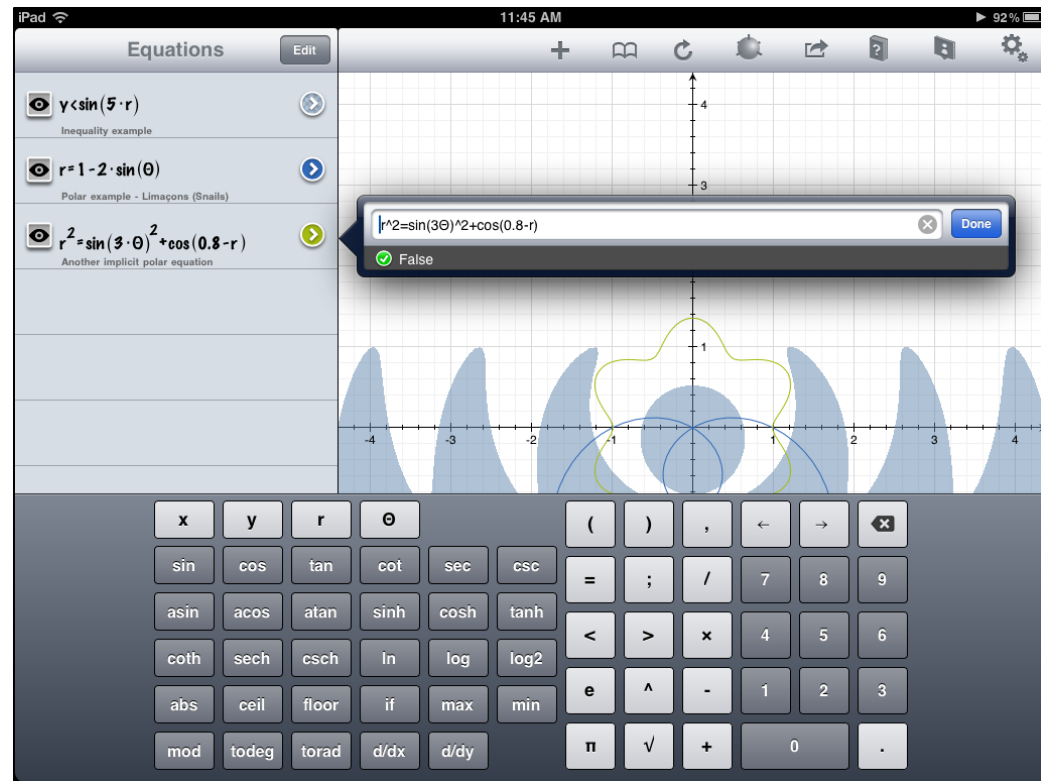 iPad 11:45 AM 92%
Equations Edit
y<sin(5·r)
Inequality example
r=1-2·sin(Θ)
Polar example - Limaçons (Snails)
r²=sin(3·Θ)²+cos(0.8-r)
Another implicit polar equation
r^2=sin(3Θ)^2+cos(0.8-r) Done
False
4
3
1
-4 -3 -2 -1 1 2 3 4
x y r Θ ( ) , ← →
sin cos tan cot sec csc = ; / 7 8 9
asin acos atan sinh cosh tanh < > × 4 5 6
coth sech csch ln log log2
abs ceil floor if max min e ^ - 1 2 3
mod todeg torad d/dx d/dy π √ + 0 .